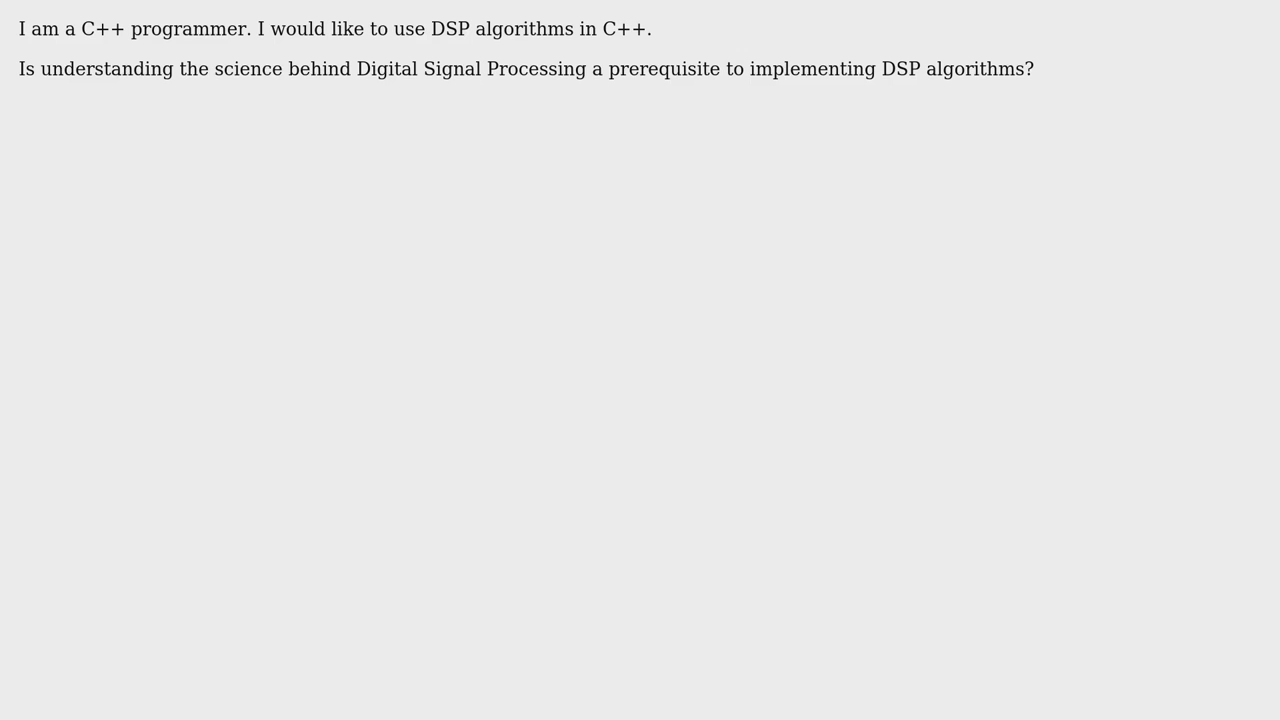 I am a C++ programmer. I would like to use DSP algorithms in C++.
Is understanding the science behind Digital Signal Processing a prerequisite to implementing DSP algorithms?